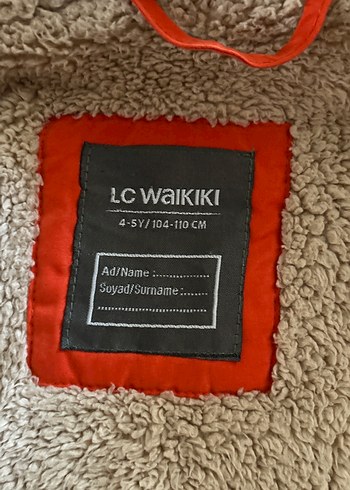 LC WAIKIKI
4-5Y/104-110 CM
Ad/Name :...............
Soyad/Surname :.......
..............................